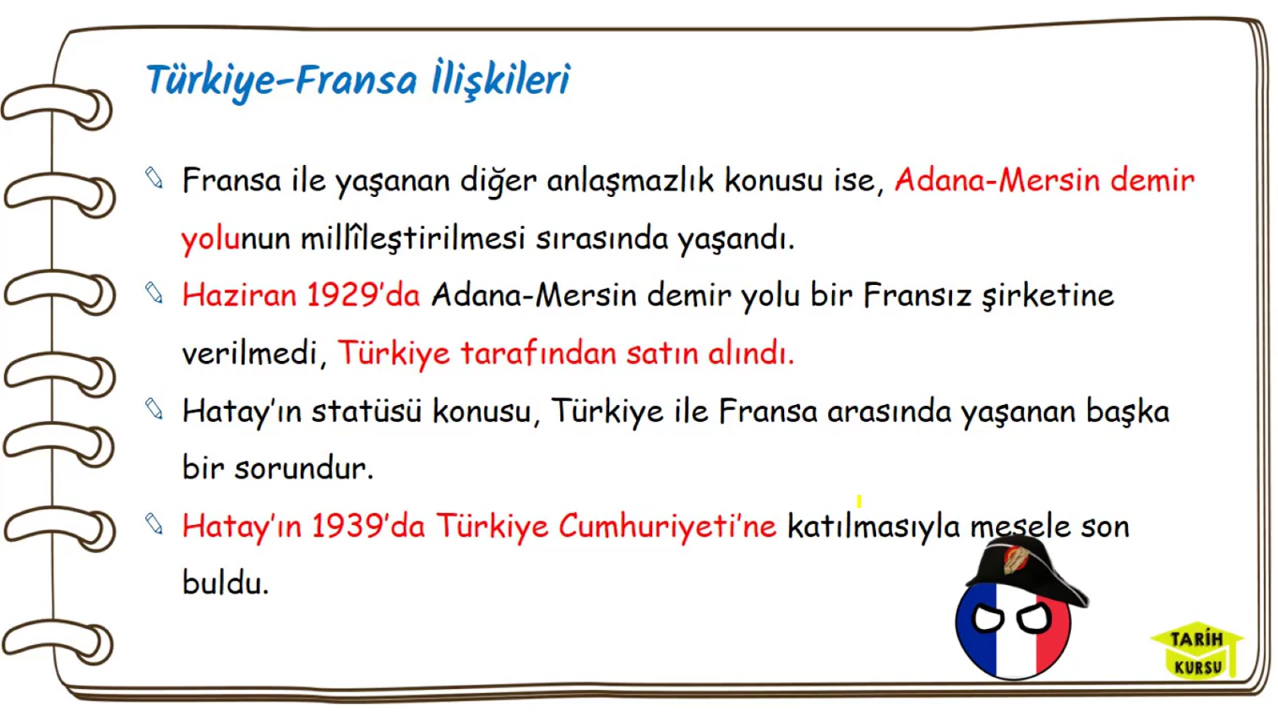 Türkiye-Fransa İlişkileri
Fransa ile yaşanan diğer anlaşmazlık konusu ise, Adana-Mersin demir
yolunun millîleştirilmesi sırasında yaşandı.
Haziran 1929'da Adana-Mersin demir yolu bir Fransız şirketine
verilmedi, Türkiye tarafından satın alındı.
Hatay'ın statüsü konusu, Türkiye ile Fransa arasında yaşanan başka
bir sorundur.
Hatay'ın 1939'da Türkiye Cumhuriyeti'ne katılmasıyla mesele son
buldu.
TARİH
KURSU